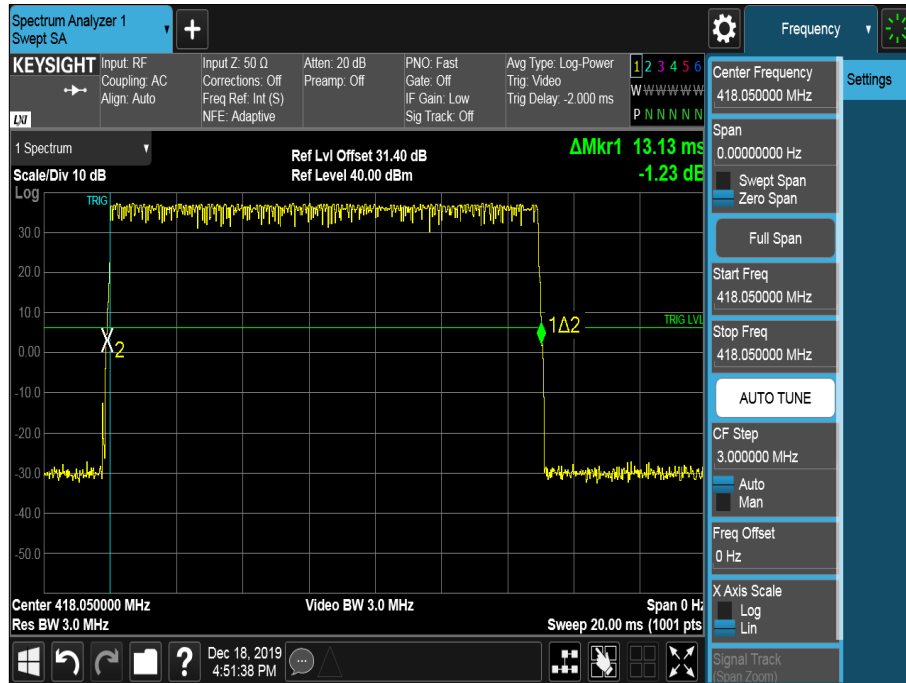 Spectrum Analyzer 1
Swept SA
+
Frequency
KEYSIGHT
LXI
Input: RF
Coupling: AC
Align: Auto
Input Z: 50 Ω
Corrections: Off
Freq Ref: Int (S)
NFE: Adaptive
Atten: 20 dB
Preamp: Off
PNO: Fast
Gate: Off
IF Gain: Low
Sig Track: Off
Avg Type: Log-Power
Trig: Video
Trig Delay: -2.000 ms
1 2 3 4 5 6
W W W W W W
P N N N N N
1 Spectrum
Scale/Div 10 dB
Log
Ref Lvl Offset 31.40 dB
Ref Level 40.00 dBm
ΔMkr1 13.13 ms
-1.23 dB
TRIG
30.0
20.0
10.0
0.00
-10.0
-20.0
-30.0
-40.0
-50.0
TRIG LVL
2
1Δ2
Center 418.050000 MHz
Res BW 3.0 MHz
Video BW 3.0 MHz
Span 0 Hz
Sweep 20.00 ms (1001 pts
?
Dec 18, 2019
4:51:38 PM
Center Frequency
418.050000 MHz
Settings
Span
0.00000000 Hz
Swept Span
Zero Span
Full Span
Start Freq
418.050000 MHz
Stop Freq
418.050000 MHz
AUTO TUNE
CF Step
3.000000 MHz
Auto
Man
Freq Offset
0 Hz
X Axis Scale
Log
Lin
Signal Track
(Span Zoom)